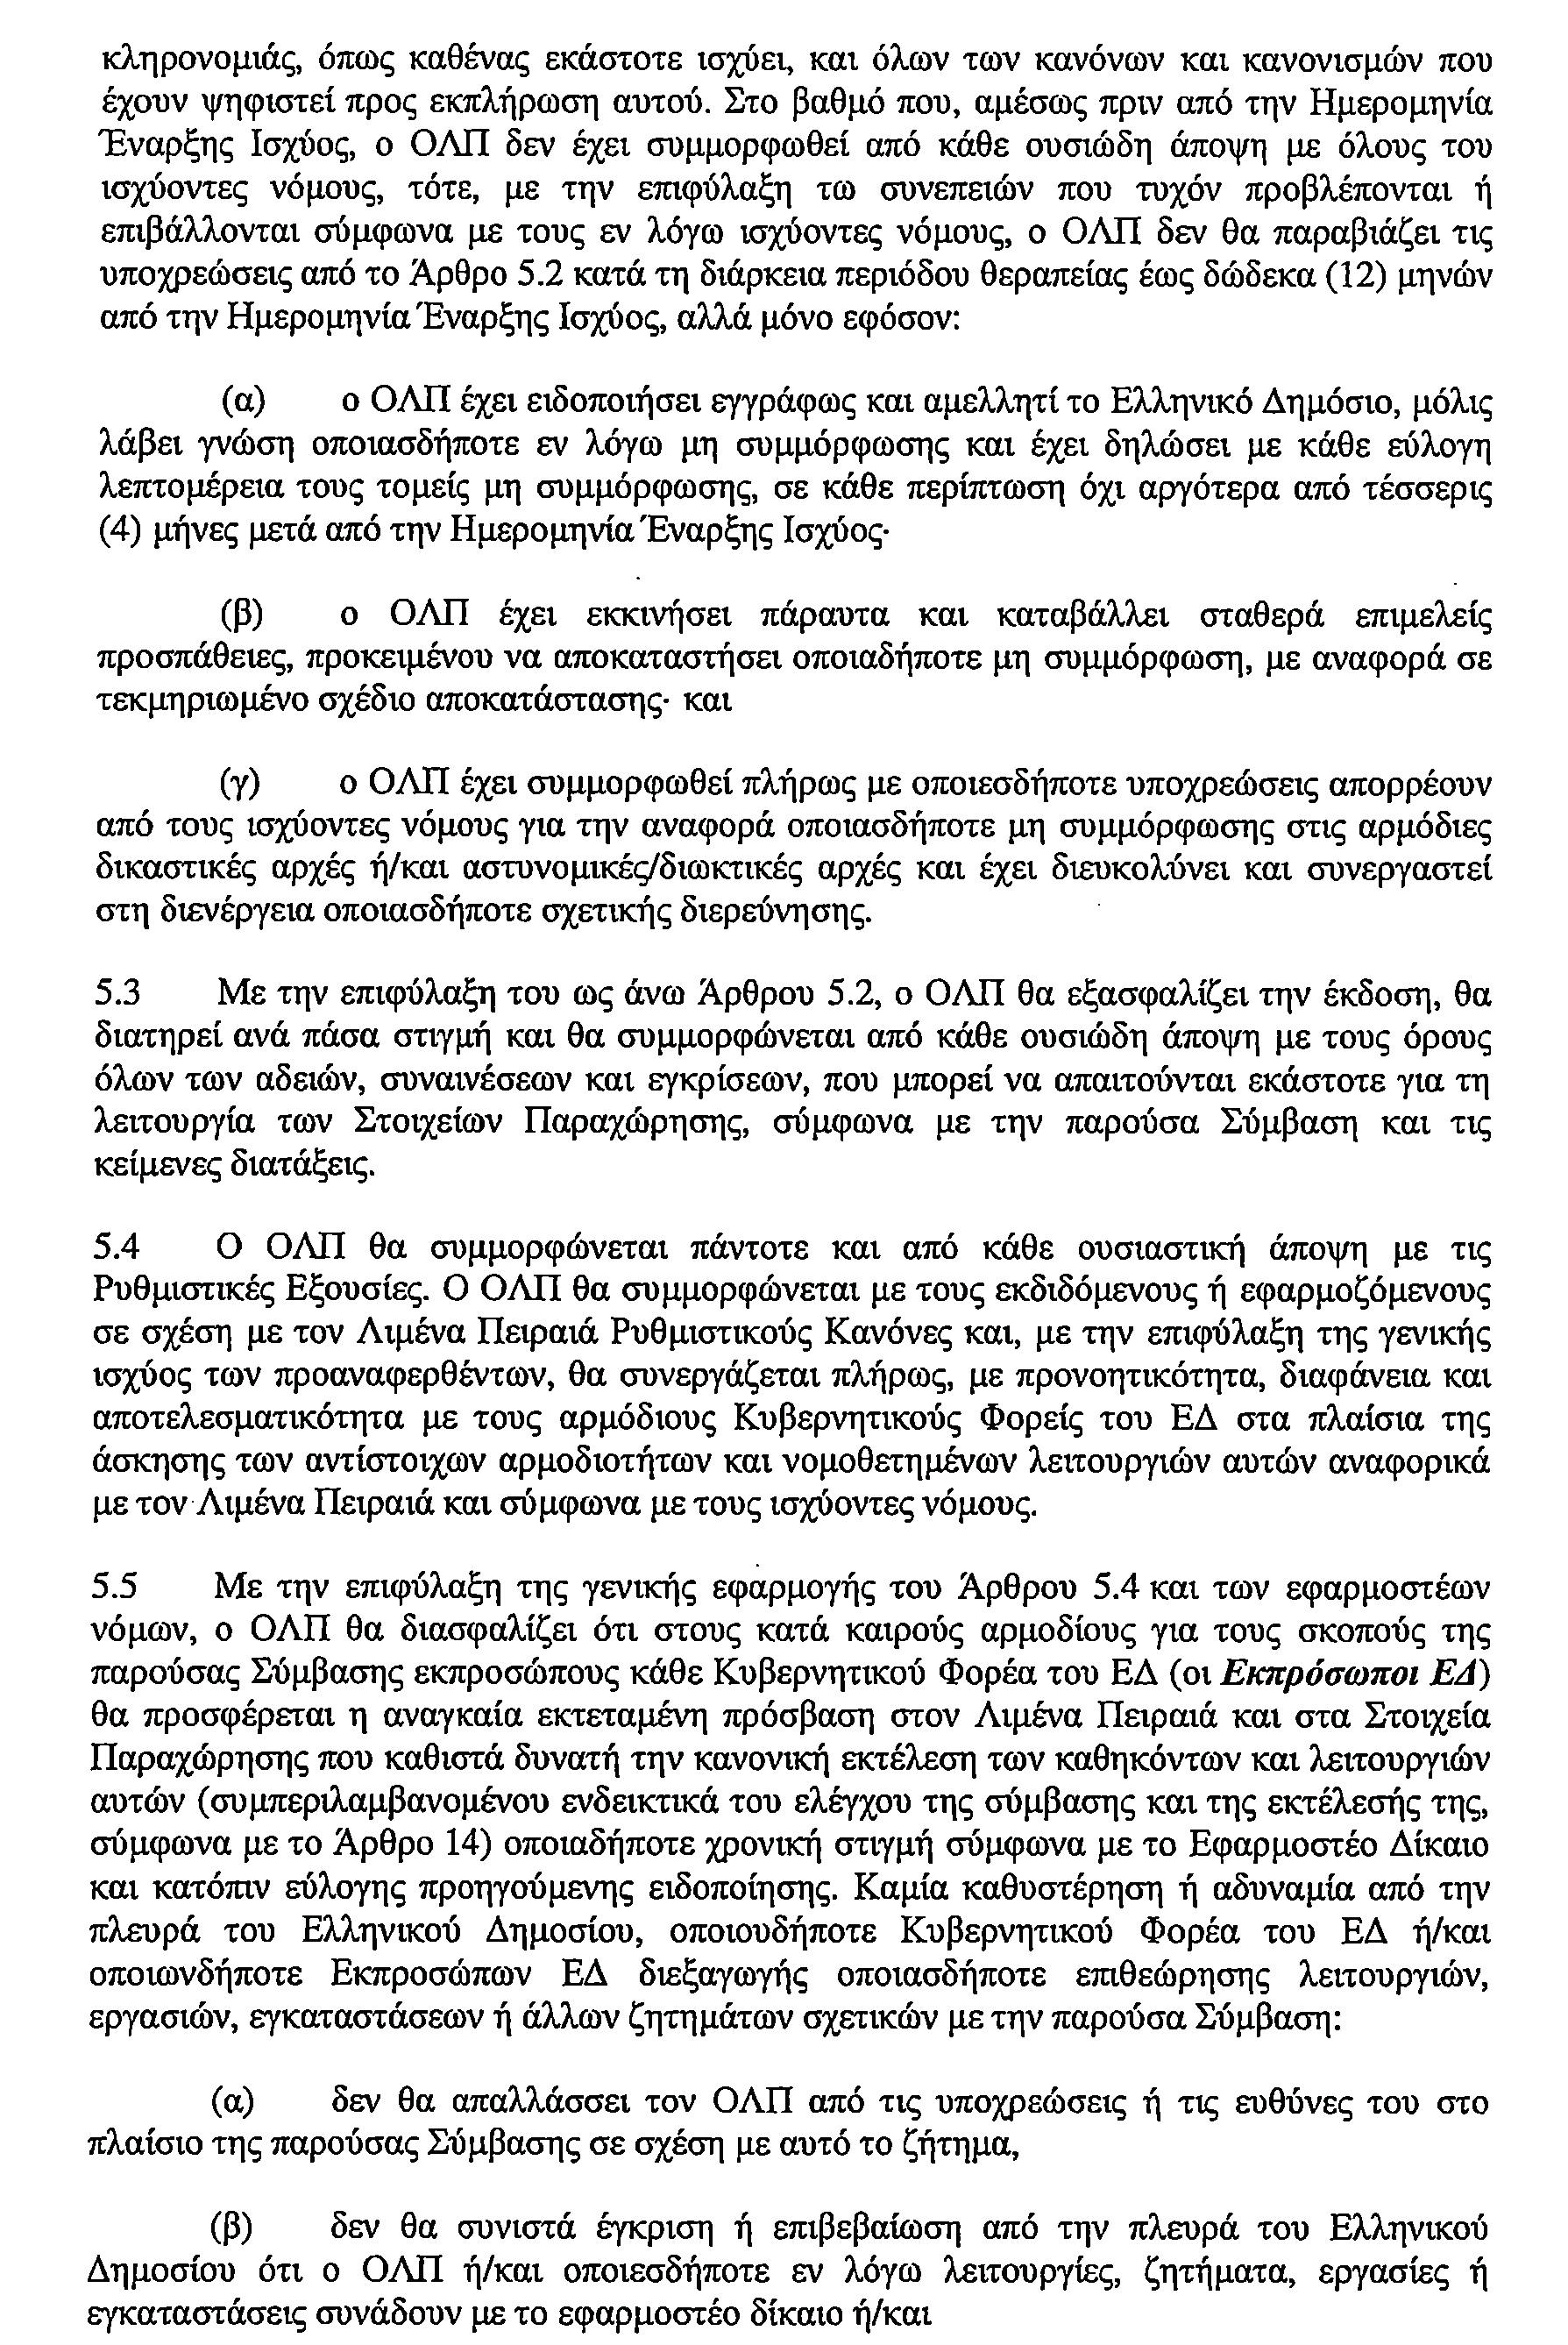 κληρονομιάς, όπως καθένας εκάστοτε ισχύει, και όλων των κανόνων και κανονισμών που
έχουν ψηφιστεί προς εκπλήρωση αυτού. Στο βαθμό που, αμέσως πριν από την Ημερομηνία
Έναρξης Ισχύος, ο ΟΛΠ δεν έχει συμμορφωθεί από κάθε ουσιώδη άποψη με όλους του
ισχύοντες νόμους, τότε, με την επιφύλαξη τω συνεπειών που τυχόν προβλέπονται ή
επιβάλλονται σύμφωνα με τους εν λόγω ισχύοντες νόμους, ο ΟΛΠ δεν θα παραβιάζει τις
υποχρεώσεις από το Άρθρο 5.2 κατά τη διάρκεια περιόδου θεραπείας έως δώδεκα (12) μηνών
από την Ημερομηνία Έναρξης Ισχύος, αλλά μόνο εφόσον:
(α) ο ΟΛΠ έχει ειδοποιήσει εγγράφως και αμελλητί το Ελληνικό Δημόσιο, μόλις
λάβει γνώση οποιασδήποτε εν λόγω μη συμμόρφωσης και έχει δηλώσει με κάθε εύλογη
λεπτομέρεια τους τομείς μη συμμόρφωσης, σε κάθε περίπτωση όχι αργότερα από τέσσερις
(4) μήνες μετά από την Ημερομηνία Έναρξης Ισχύος·
(β) ο ΟΛΠ έχει εκκινήσει πάραυτα και καταβάλλει σταθερά επιμελείς
προσπάθειες, προκειμένου να αποκαταστήσει οποιαδήποτε μη συμμόρφωση, με αναφορά σε
τεκμηριωμένο σχέδιο αποκατάστασης· και
(γ) ο ΟΛΠ έχει συμμορφωθεί πλήρως με οποιεσδήποτε υποχρεώσεις απορρέουν
από τους ισχύοντες νόμους για την αναφορά οποιασδήποτε μη συμμόρφωσης στις αρμόδιες
δικαστικές αρχές ή/και αστυνομικές/διωκτικές αρχές και έχει διευκολύνει και συνεργαστεί
στη διενέργεια οποιασδήποτε σχετικής διερεύνησης.
5.3 Με την επιφύλαξη του ως άνω Άρθρου 5.2, ο ΟΛΠ θα εξασφαλίζει την έκδοση, θα
διατηρεί ανά πάσα στιγμή και θα συμμορφώνεται από κάθε ουσιώδη άποψη με τους όρους
όλων των αδειών, συναινέσεων και εγκρίσεων, που μπορεί να απαιτούνται εκάστοτε για τη
λειτουργία των Στοιχείων Παραχώρησης, σύμφωνα με την παρούσα Σύμβαση και τις
κείμενες διατάξεις.
5.4 Ο ΟΛΠ θα συμμορφώνεται πάντοτε και από κάθε ουσιαστική άποψη με τις
Ρυθμιστικές Εξουσίες. Ο ΟΛΠ θα συμμορφώνεται με τους εκδιδόμενους ή εφαρμοζόμενους
σε σχέση με τον Λιμένα Πειραιά Ρυθμιστικούς Κανόνες και, με την επιφύλαξη της γενικής
ισχύος των προαναφερθέντων, θα συνεργάζεται πλήρως, με προνοητικότητα, διαφάνεια και
αποτελεσματικότητα με τους αρμόδιους Κυβερνητικούς Φορείς του ΕΔ στα πλαίσια της
άσκησης των αντίστοιχων αρμοδιοτήτων και νομοθετημένων λειτουργιών αυτών αναφορικά
με τον Λιμένα Πειραιά και σύμφωνα με τους ισχύοντες νόμους.
5.5 Με την επιφύλαξη της γενικής εφαρμογής του Άρθρου 5.4 και των εφαρμοστέων
νόμων, ο ΟΛΠ θα διασφαλίζει ότι στους κατά καιρούς αρμοδίους για τους σκοπούς της
παρούσας Σύμβασης εκπροσώπους κάθε Κυβερνητικού Φορέα του ΕΔ (οι Εκπρόσωποι ΕΔ)
θα προσφέρεται η αναγκαία εκτεταμένη πρόσβαση στον Λιμένα Πειραιά και στα Στοιχεία
Παραχώρησης που καθιστά δυνατή την κανονική εκτέλεση των καθηκόντων και λειτουργιών
αυτών (συμπεριλαμβανομένου ενδεικτικά του ελέγχου της σύμβασης και της εκτέλεσής της,
σύμφωνα με το Άρθρο 14) οποιαδήποτε χρονική στιγμή σύμφωνα με το Εφαρμοστέο Δίκαιο
και κατόπιν εύλογης προηγούμενης ειδοποίησης. Καμία καθυστέρηση ή αδυναμία από την
πλευρά του Ελληνικού Δημοσίου, οποιουδήποτε Κυβερνητικού Φορέα του ΕΔ ή/και
οποιωνδήποτε Εκπροσώπων ΕΔ διεξαγωγής οποιασδήποτε επιθεώρησης λειτουργιών,
εργασιών, εγκαταστάσεων ή άλλων ζητημάτων σχετικών με την παρούσα Σύμβαση:
(α) δεν θα απαλλάσσει τον ΟΛΠ από τις υποχρεώσεις ή τις ευθύνες του στο
πλαίσιο της παρούσας Σύμβασης σε σχέση με αυτό το ζήτημα,
(β) δεν θα συνιστά έγκριση ή επιβεβαίωση από την πλευρά του Ελληνικού
Δημοσίου ότι ο ΟΛΠ ή/και οποιεσδήποτε εν λόγω λειτουργίες, ζητήματα, εργασίες ή
εγκαταστάσεις συνάδουν με το εφαρμοστέο δίκαιο ή/και